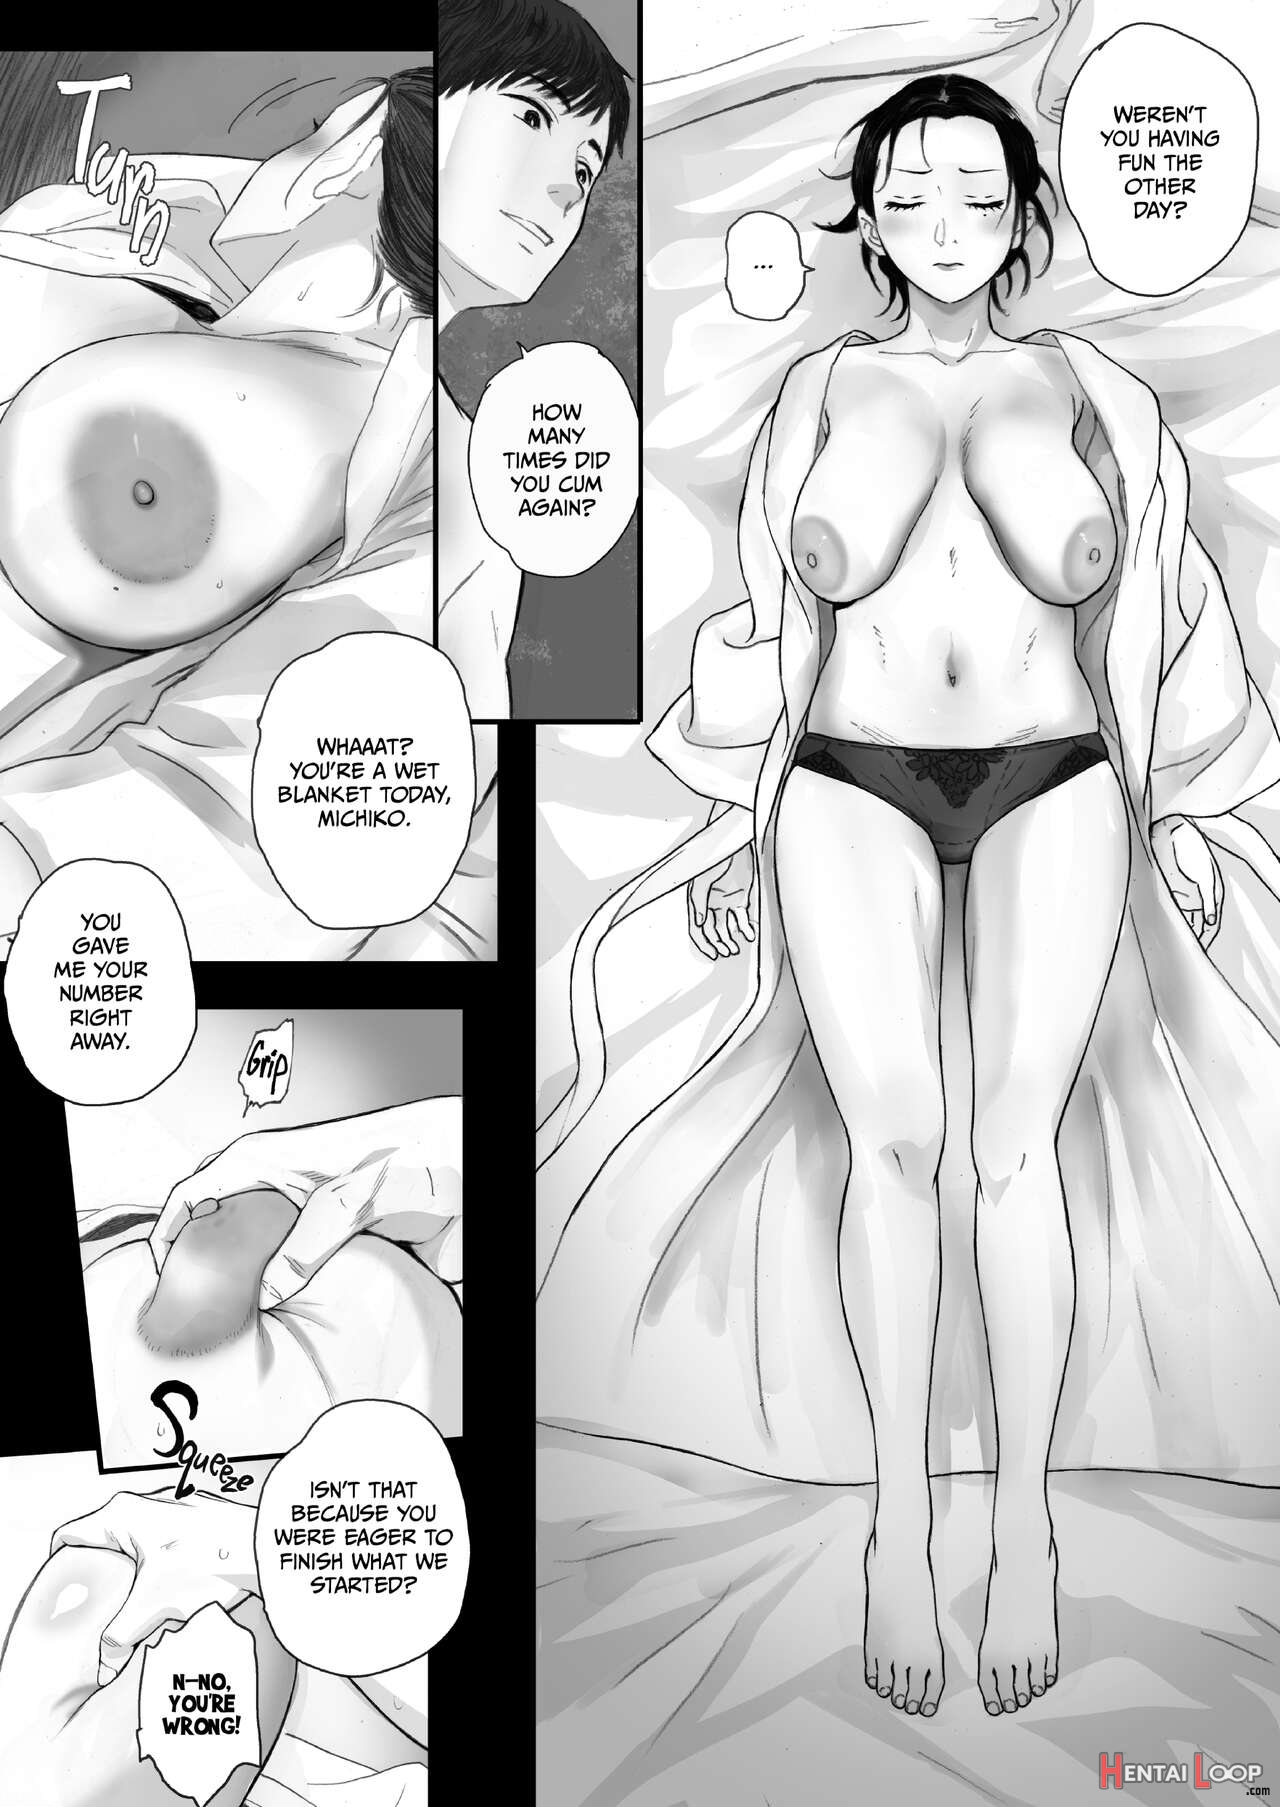 WEREN'T
YOU HAVING
FUN THE
OTHER
DAY?
...
HOW
MANY
TIMES DID
YOU CUM
AGAIN?
Turn
WHAAAT?
YOU'RE A WET
BLANKET TODAY,
MICHIKO.
YOU
GAVE
ME YOUR
NUMBER
RIGHT
AWAY.
Grip
Squeeze
ISN'T THAT
BECAUSE YOU
WERE EAGER TO
FINISH WHAT WE
STARTED?
N-NO,
YOU'RE
WRONG!
HENTAI LOOP
.com